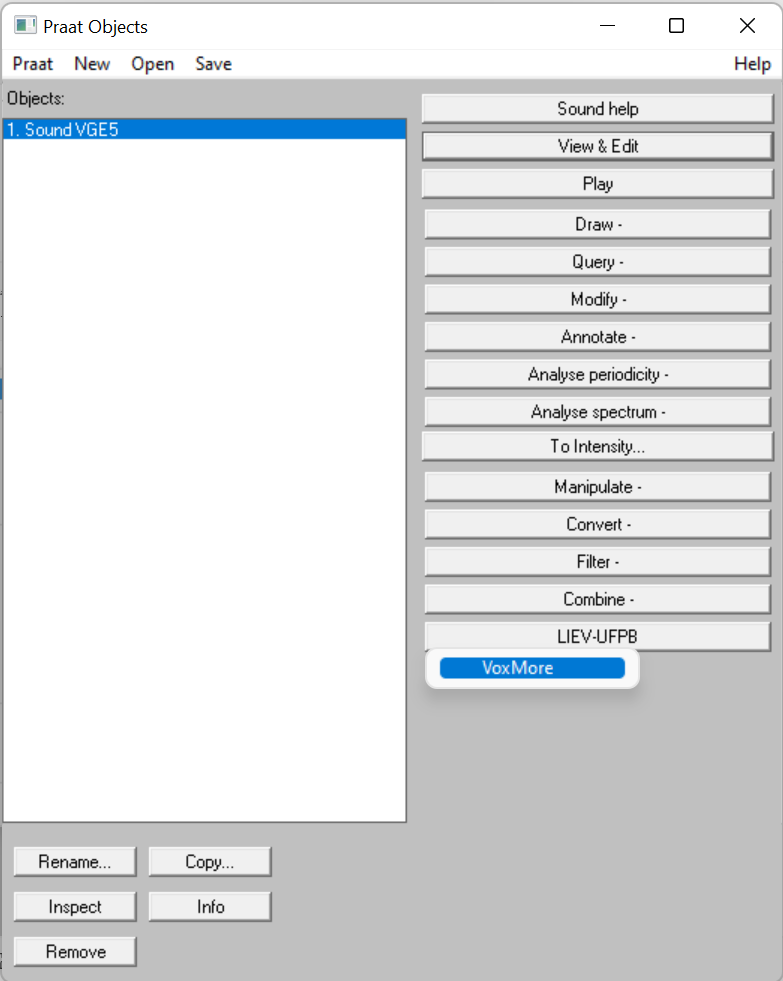 Praat Objects
Praat New Open Save Help
Objects:
1. Sound VGE5
Sound help
View & Edit
Play
Draw -
Query -
Modify -
Annotate -
Analyse periodicity -
Analyse spectrum -
To Intensity...
Manipulate -
Convert -
Filter -
Combine -
LIEV-UFPB
VoxMore
Rename... Copy...
Inspect Info
Remove